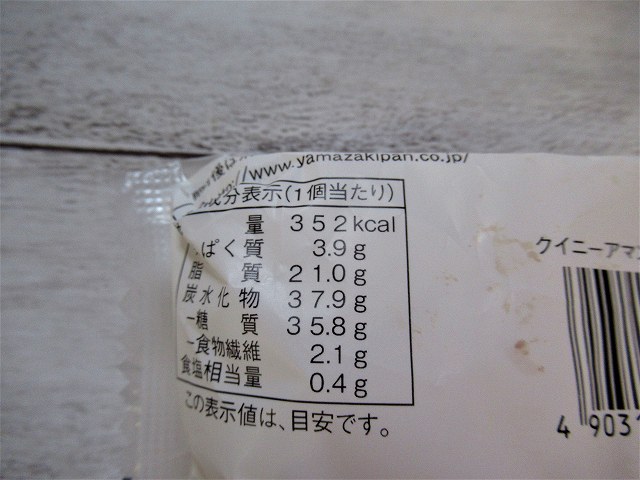 //www.yamazakipan.co.jp/
成分表示(1個当たり)
量 352kcal
ぱく質 3.9g
脂質 21.0g
炭水化物 37.9g
−糖質 35.8g
−食物繊維 2.1g
食塩相当量 0.4g
この表示値は、目安です。
クイニーアマ
4 9031